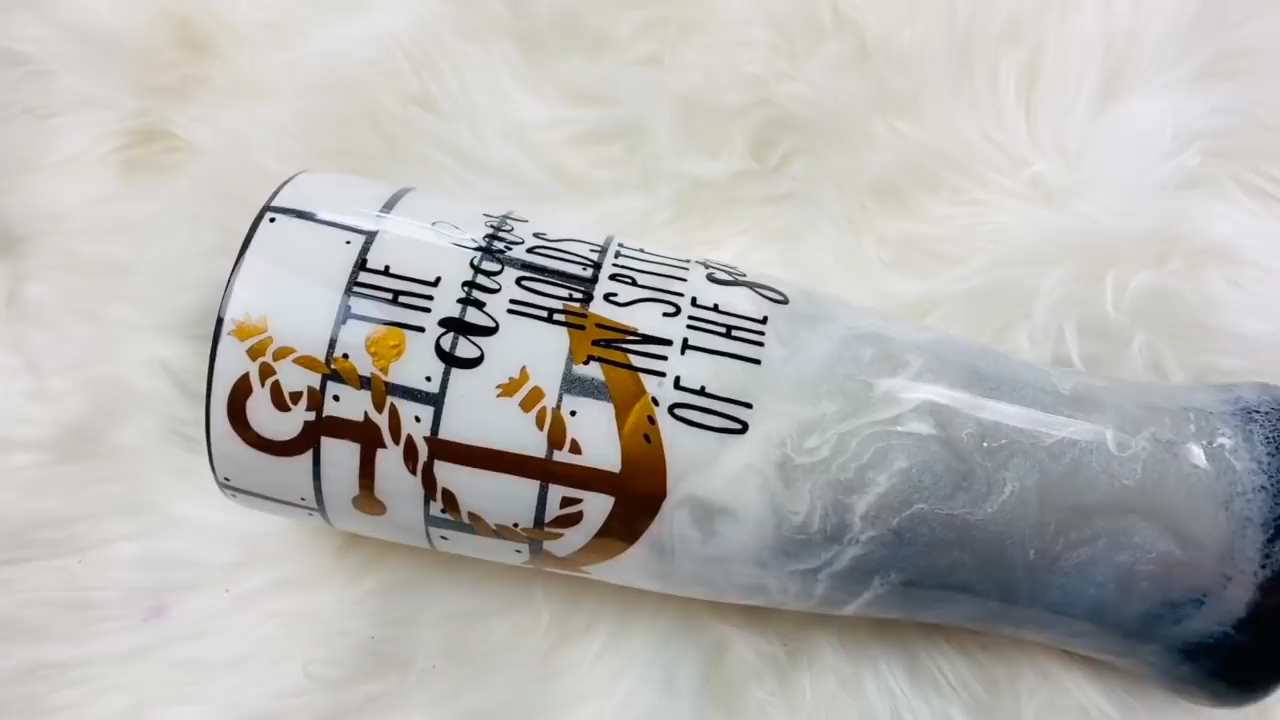 THE
anchor
HOLDS
IN SPITE
OF THE